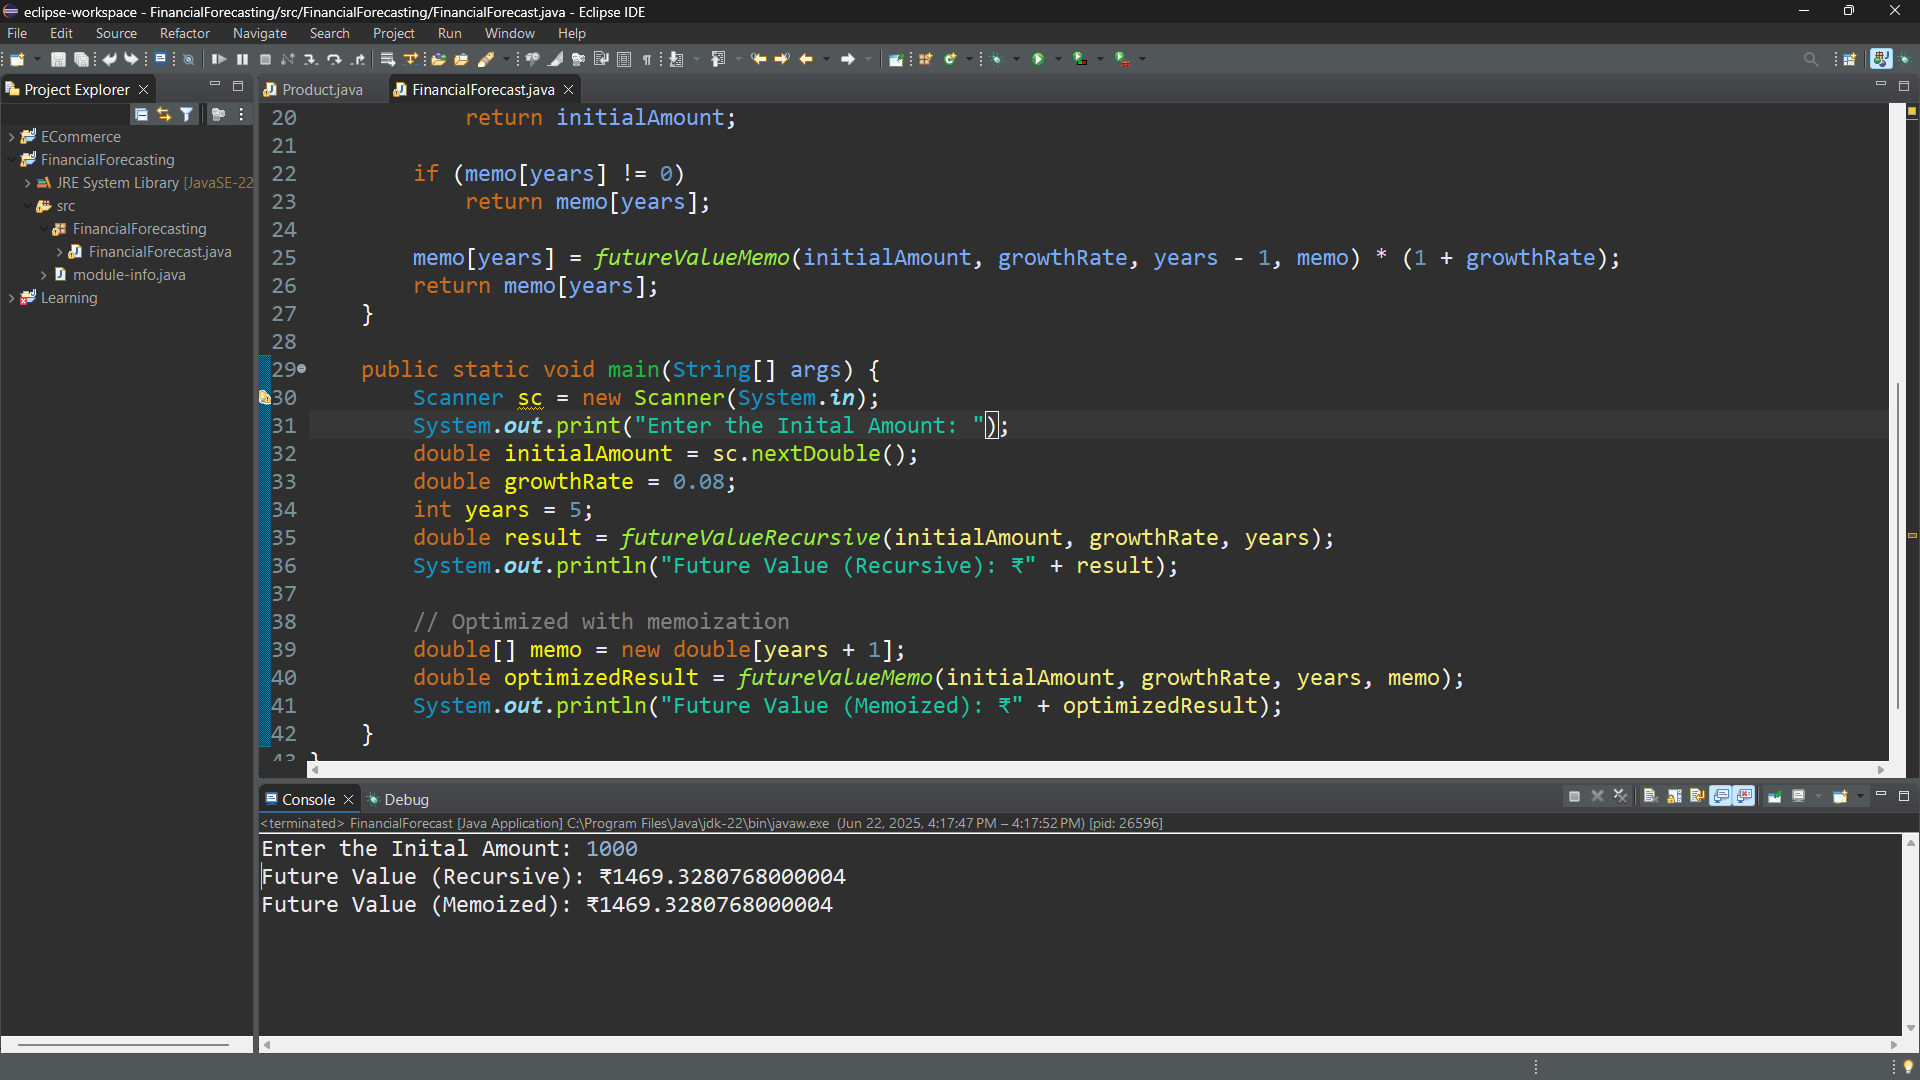 eclipse-workspace - FinancialForecasting/src/FinancialForecasting/FinancialForecast.java - Eclipse IDE
File Edit Source Refactor Navigate Search Project Run Window Help
Project Explorer
ECommerce
FinancialForecasting
JRE System Library [JavaSE-22
src
FinancialForecasting
FinancialForecast.java
module-info.java
Learning
Product.java FinancialForecast.java
20 return initialAmount;
21
22 if (memo[years] != 0)
23 return memo[years];
24
25 memo[years] = futureValueMemo(initialAmount, growthRate, years - 1, memo) * (1 + growthRate);
26 return memo[years];
27 }
28
29 public static void main(String[] args) {
30 Scanner sc = new Scanner(System.in);
31 System.out.print("Enter the Inital Amount: ");
32 double initialAmount = sc.nextDouble();
33 double growthRate = 0.08;
34 int years = 5;
35 double result = futureValueRecursive(initialAmount, growthRate, years);
36 System.out.println("Future Value (Recursive): ₹" + result);
37
38 // Optimized with memoization
39 double[] memo = new double[years + 1];
40 double optimizedResult = futureValueMemo(initialAmount, growthRate, years, memo);
41 System.out.println("Future Value (Memoized): ₹" + optimizedResult);
42 }
43 }
Console Debug
<terminated> FinancialForecast [Java Application] C:\Program Files\Java\jdk-22\bin\javaw.exe (Jun 22, 2025, 4:17:47 PM – 4:17:52 PM) [pid: 26596]
Enter the Inital Amount: 1000
Future Value (Recursive): ₹1469.3280768000004
Future Value (Memoized): ₹1469.3280768000004